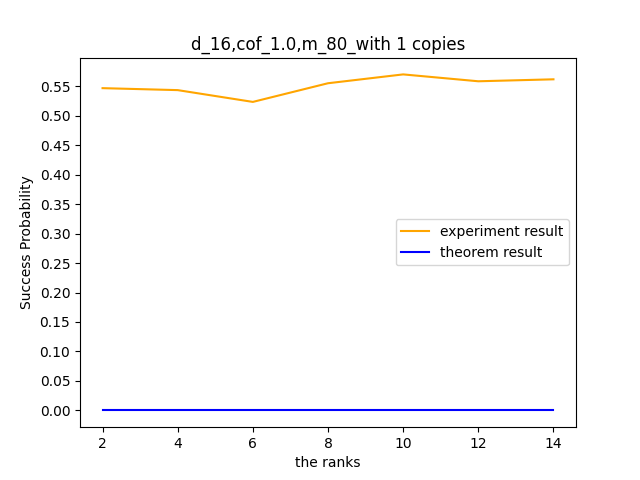 d_16,cof_1.0,m_80_with 1 copies
Success Probability
0.55
0.50
0.45
0.40
0.35
0.30
0.25
0.20
0.15
0.10
0.05
0.00
experiment result
theorem result
2 4 6 8 10 12 14
the ranks